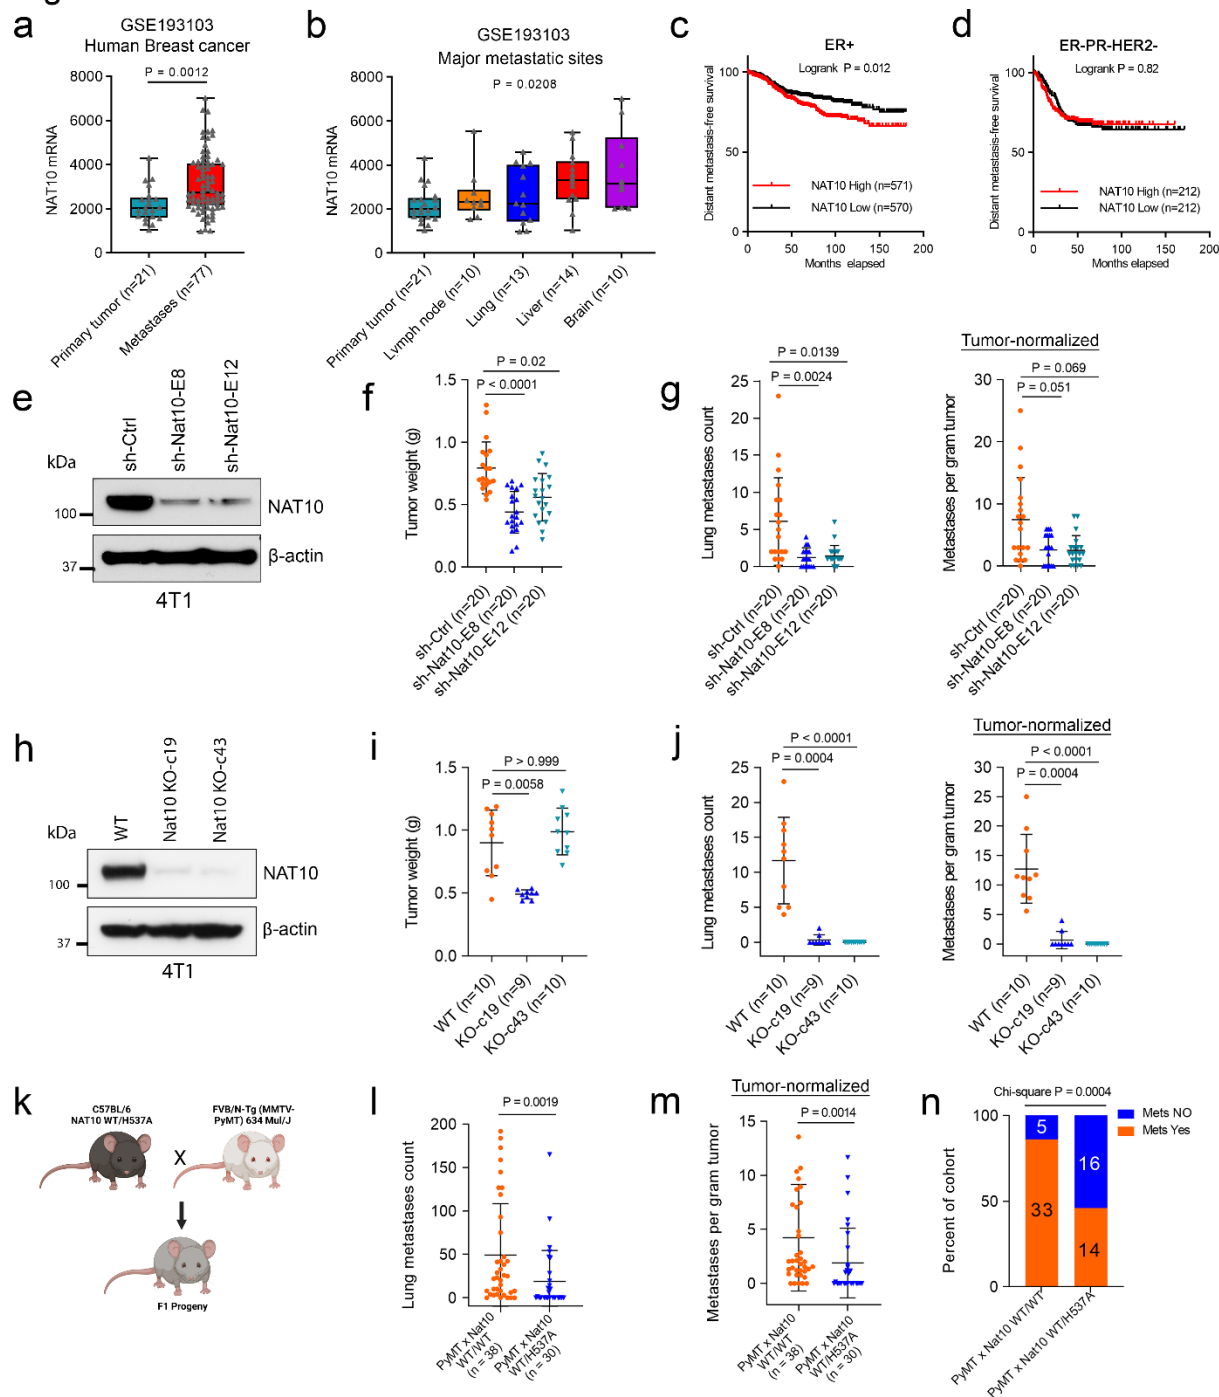 a
GSE193103
Human Breast cancer
P = 0.0012
NAT10 mRNA
8000
6000
4000
2000
0
Primary tumor (n=21)
Metastases (n=77)
b
GSE193103
Major metastatic sites
P = 0.0208
NAT10 mRNA
8000
6000
4000
2000
0
Primary tumor (n=21)
Lymph node (n=10)
Lung (n=13)
Liver (n=14)
Brain (n=10)
c
ER+
Logrank P = 0.012
Distant metastasis-free survival
100
50
0
NAT10 High (n=571)
NAT10 Low (n=570)
0 50 100 150 200
Months elapsed
d
ER-PR-HER2-
Logrank P = 0.82
Distant metastasis-free survival
100
50
0
NAT10 High (n=212)
NAT10 Low (n=212)
0 50 100 150 200
Months elapsed
e
sh-Ctrl
sh-Nat10-E8
sh-Nat10-E12
kDa
100
37
NAT10
β-actin
4T1
f
P = 0.02
P < 0.0001
Tumor weight (g)
1.5
1.0
0.5
0.0
sh-Ctrl (n=20)
sh-Nat10-E8 (n=20)
sh-Nat10-E12 (n=20)
g
P = 0.0139
P = 0.0024
Lung metastases count
25
20
15
10
5
0
sh-Ctrl (n=20)
sh-Nat10-E8 (n=20)
sh-Nat10-E12 (n=20)
Tumor-normalized
P = 0.069
P = 0.051
Metastases per gram tumor
30
20
10
0
sh-Ctrl (n=20)
sh-Nat10-E8 (n=20)
sh-Nat10-E12 (n=20)
h
WT
Nat10 KO-c19
Nat10 KO-c43
kDa
100
37
NAT10
β-actin
4T1
i
P > 0.999
P = 0.0058
Tumor weight (g)
1.5
1.0
0.5
0.0
WT (n=10)
KO-c19 (n=9)
KO-c43 (n=10)
j
P < 0.0001
P = 0.0004
Lung metastases count
25
20
15
10
5
0
WT (n=10)
KO-c19 (n=9)
KO-c43 (n=10)
Tumor-normalized
P < 0.0001
P = 0.0004
Metastases per gram tumor
30
25
20
15
10
5
0
WT (n=10)
KO-c19 (n=9)
KO-c43 (n=10)
k
C57BL/6
NAT10 WT/H537A
X
FVB/N-Tg (MMTV-
PyMT) 634 Mul/J
F1 Progeny
l
P = 0.0019
Lung metastases count
200
150
100
50
0
PyMT x Nat10
WT/WT
(n = 38)
PyMT x Nat10
WT/H537A
(n = 30)
m
Tumor-normalized
P = 0.0014
Metastases per gram tumor
15
10
5
0
PyMT x Nat10
WT/WT
(n = 38)
PyMT x Nat10
WT/H537A
(n = 30)
n
Chi-square P = 0.0004
Mets NO
Mets Yes
Percent of cohort
100
50
0
5
33
16
14
PyMT x Nat10 WT/WT
PyMT x Nat10 WT/H537A